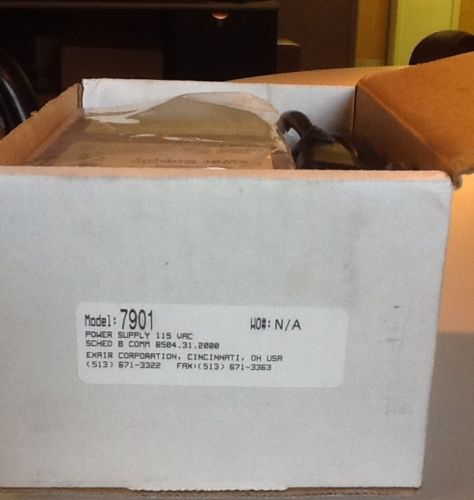 Model: 7901 WO#: N/A
POWER SUPPLY 115 VAC
SCHED B COMM 8504.31.2000
EXAIR CORPORATION, CINCINNATI, OH USA
(513) 671-3322 FAX:(513) 671-3363